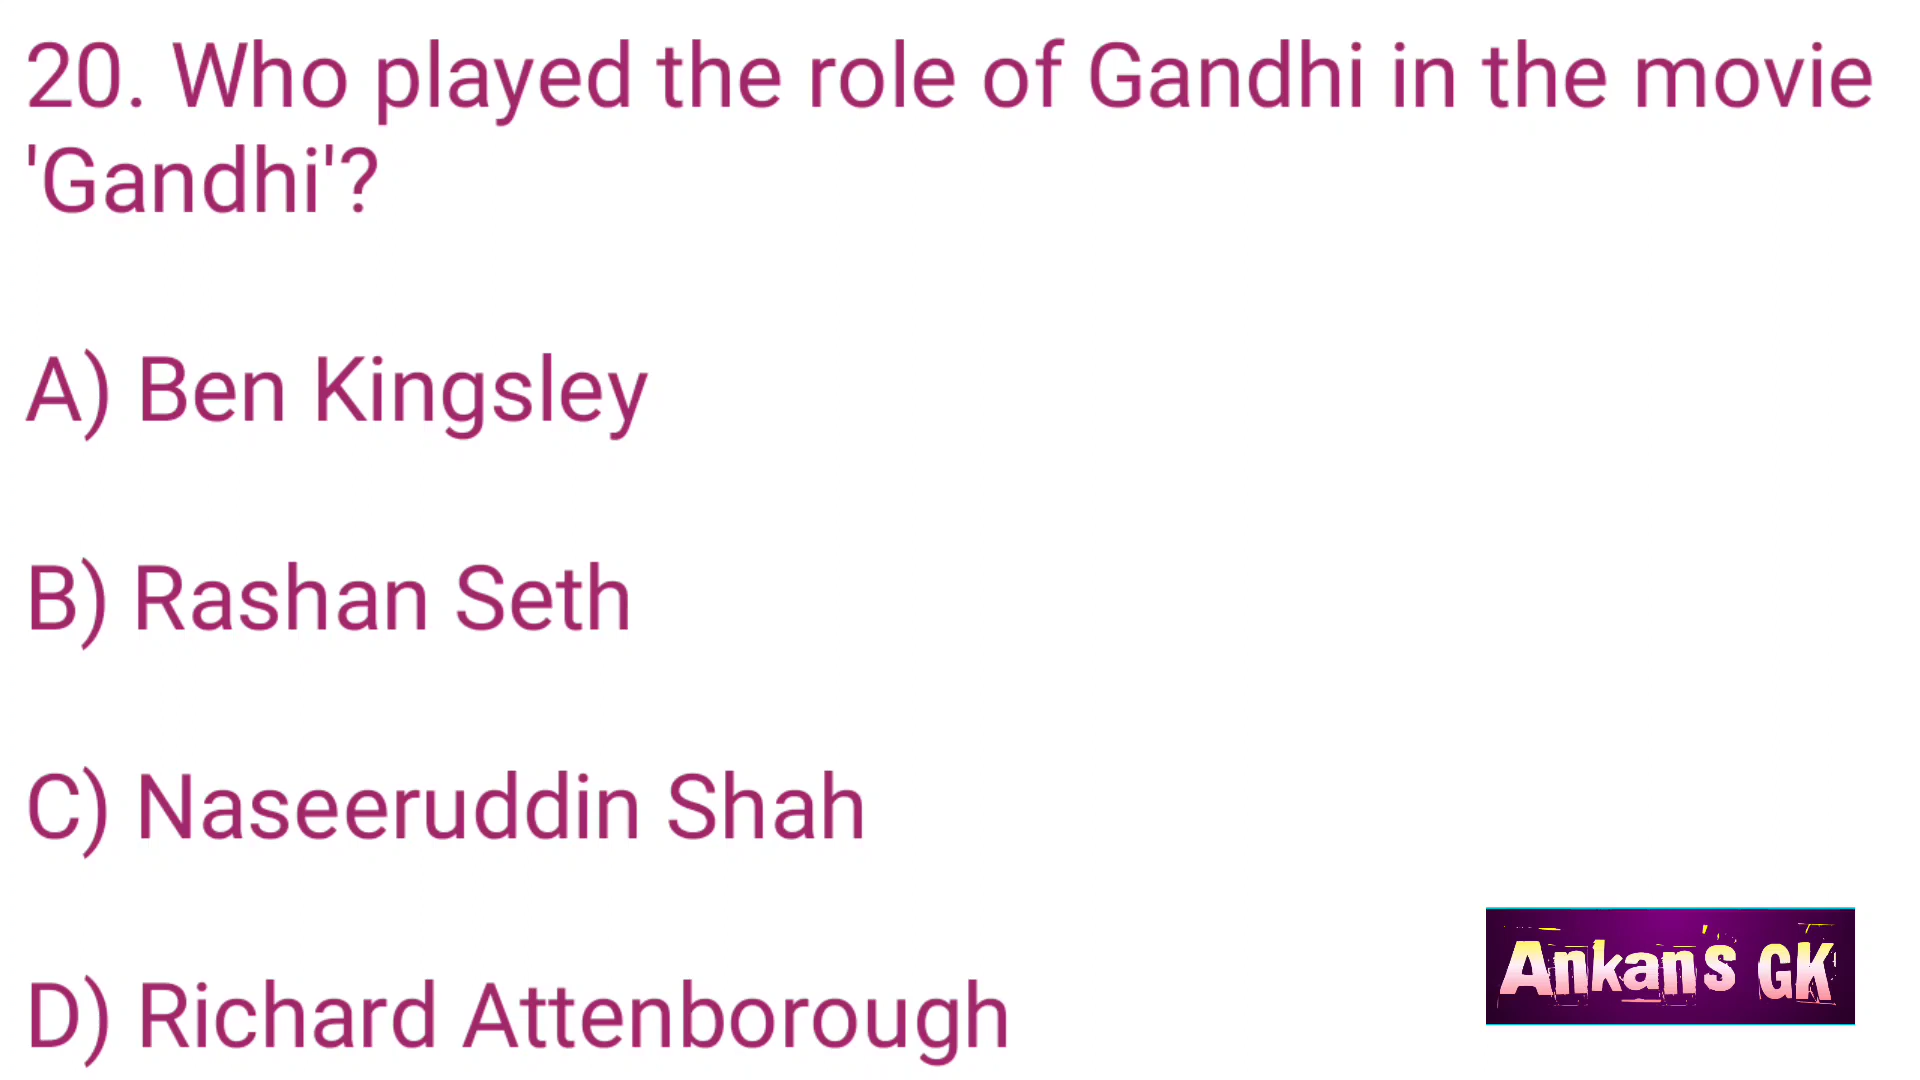 20. Who played the role of Gandhi in the movie
'Gandhi'?
A) Ben Kingsley
B) Rashan Seth
C) Naseeruddin Shah
D) Richard Attenborough
Ankan's GK